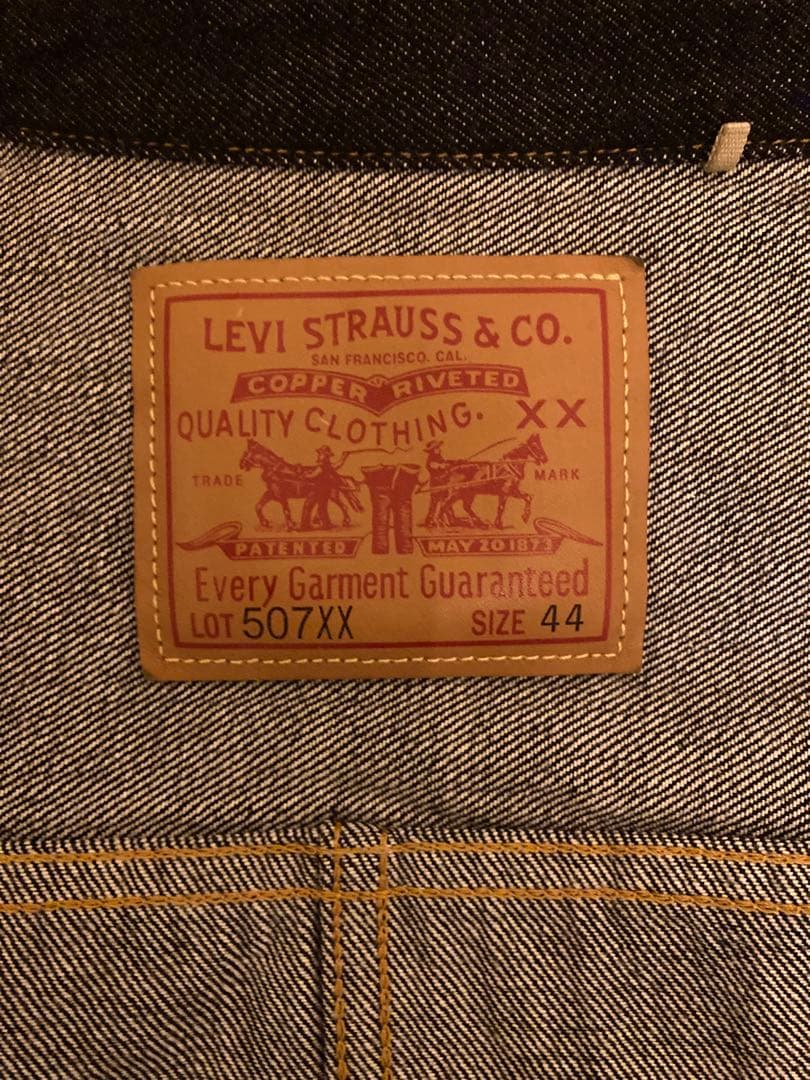 LEVI STRAUSS & CO.
SAN FRANCISCO. CAL.
COPPER RIVETED
QUALITY CLOTHING. XX
TRADE MARK
PATENTED MAY 20 1873
Every Garment Guaranteed
LOT 507XX SIZE 44